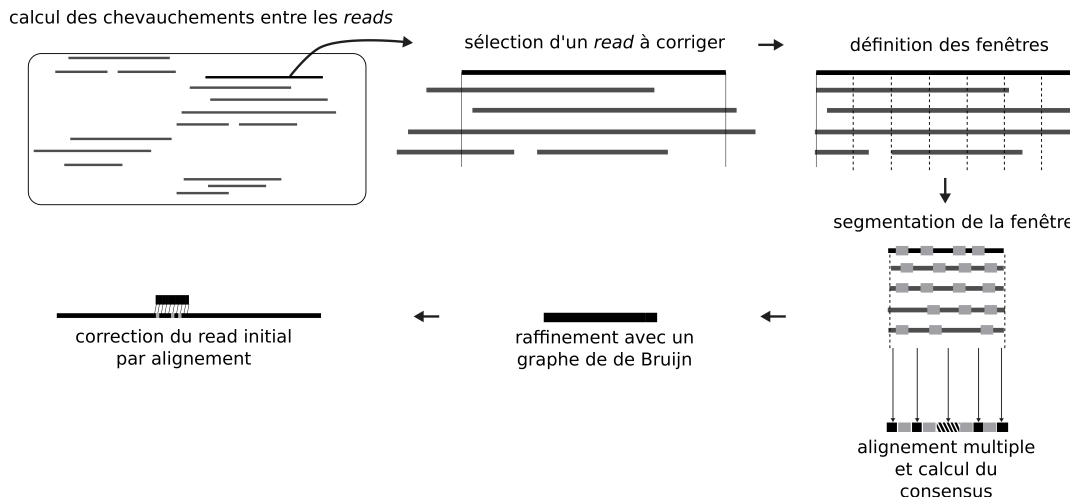 calcul des chevauchements entre les reads
sélection d'un read à corriger
définition des fenêtres
segmentation de la fenêtre
alignement multiple
et calcul du
consensus
raffinement avec un
graphe de de Bruijn
correction du read initial
par alignement